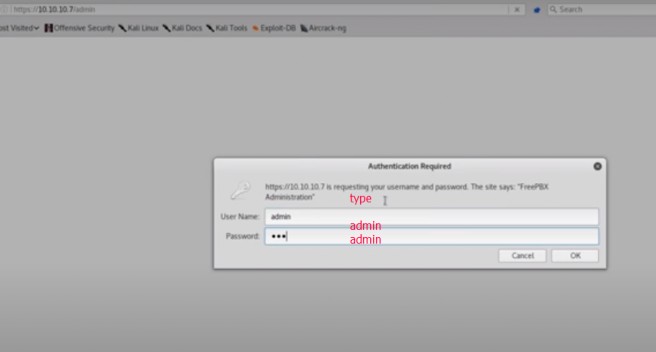 https://10.10.10.7/admin
Search
ost Visited
Offensive Security
Kali Linux
Kali Docs
Kali Tools
Exploit-DB
Aircrack-ng
Authentication Required
https://10.10.10.7 is requesting your username and password. The site says: "FreePBX
Administration"
type
User Name:
admin
admin
Password:
admin
Cancel
OK